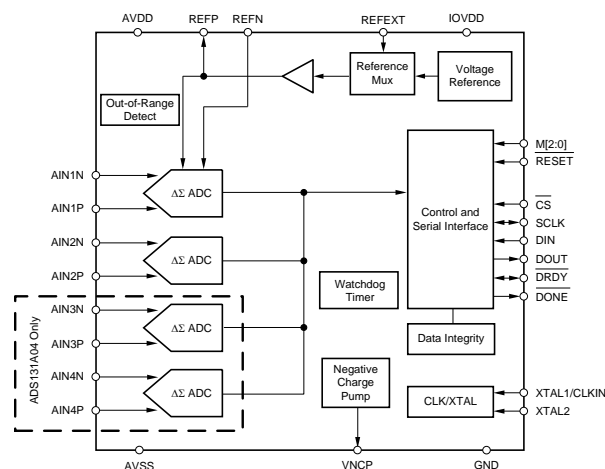 AVDD
REFP
REFN
REFEXT
IOVDD
Reference
Mux
Voltage
Reference
Out-of-Range
Detect
M[2:0]
RESET
AIN1N
AIN1P
ΔΣ ADC
Control and
Serial Interface
CS
SCLK
DIN
DOUT
DRDY
DONE
AIN2N
AIN2P
ΔΣ ADC
Watchdog
Timer
ADS131A04 Only
AIN3N
AIN3P
ΔΣ ADC
Data Integrity
AIN4N
AIN4P
ΔΣ ADC
Negative
Charge
Pump
CLK/XTAL
XTAL1/CLKIN
XTAL2
AVSS
VNCP
GND